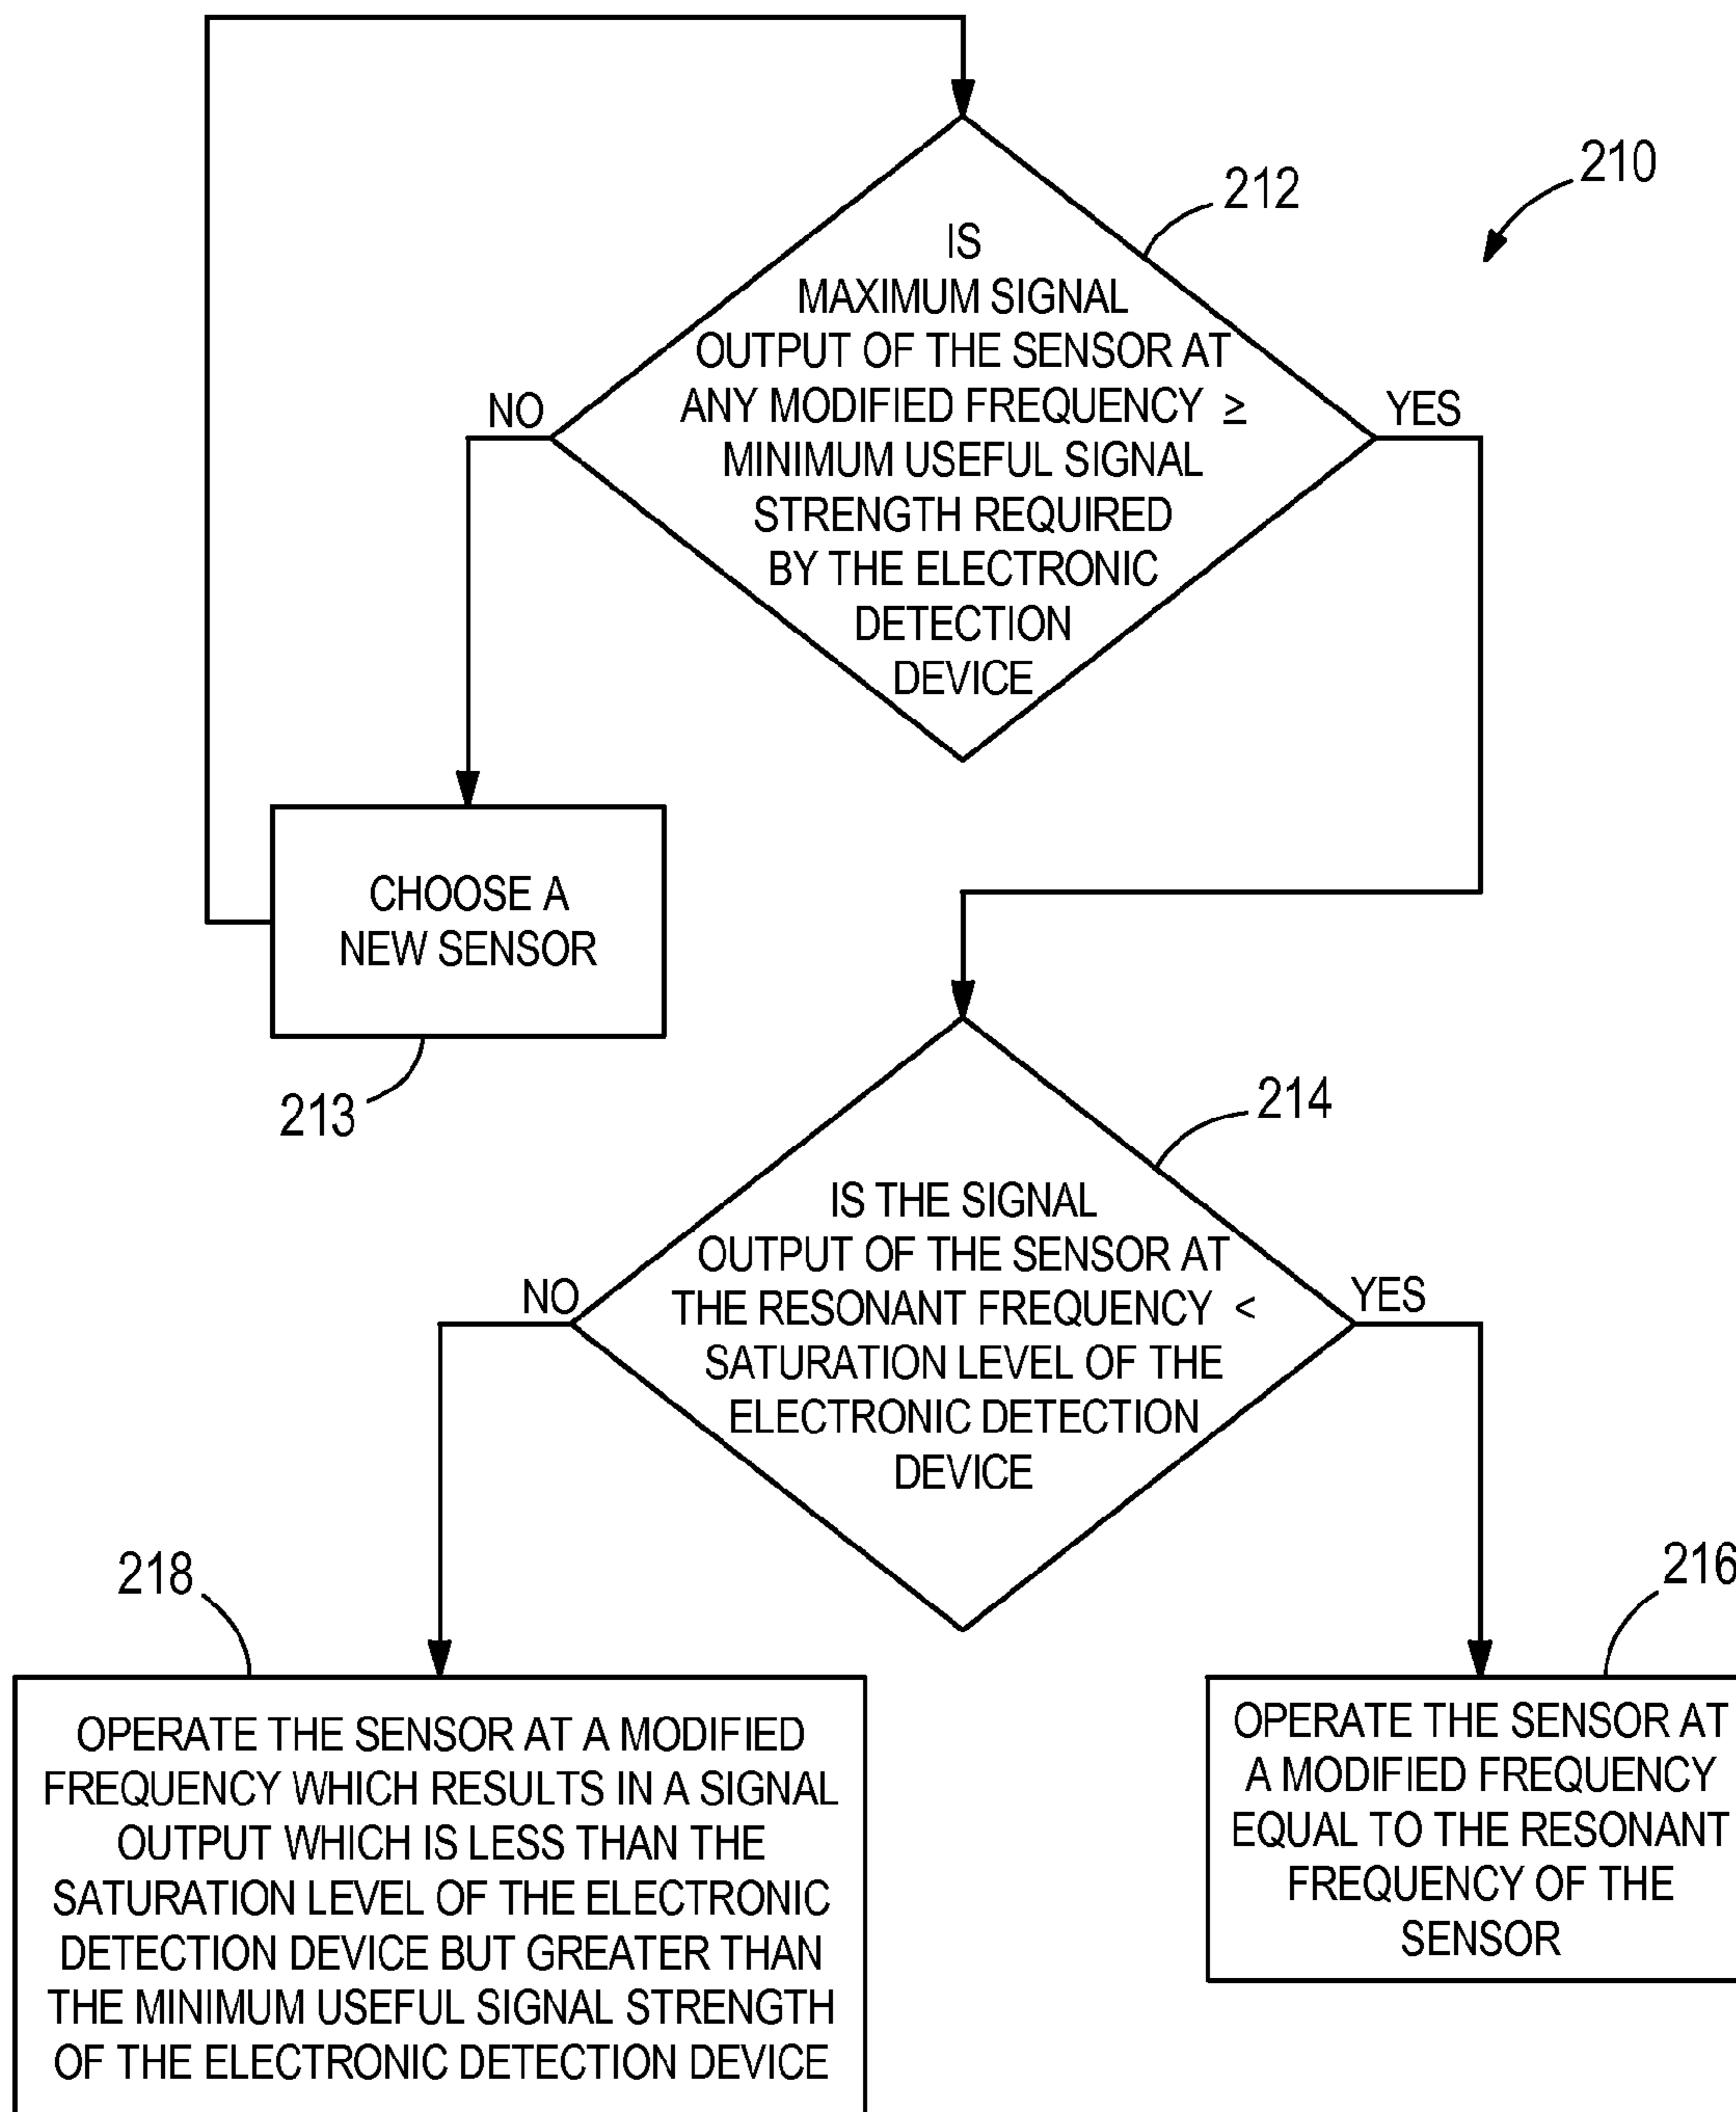 210
212
IS
MAXIMUM SIGNAL
OUTPUT OF THE SENSOR AT
ANY MODIFIED FREQUENCY ≥
MINIMUM USEFUL SIGNAL
STRENGTH REQUIRED
BY THE ELECTRONIC
DETECTION
DEVICE
NO
YES
CHOOSE A
NEW SENSOR
213
214
IS THE SIGNAL
OUTPUT OF THE SENSOR AT
THE RESONANT FREQUENCY <
SATURATION LEVEL OF THE
ELECTRONIC DETECTION
DEVICE
NO
YES
218
OPERATE THE SENSOR AT A MODIFIED
FREQUENCY WHICH RESULTS IN A SIGNAL
OUTPUT WHICH IS LESS THAN THE
SATURATION LEVEL OF THE ELECTRONIC
DETECTION DEVICE BUT GREATER THAN
THE MINIMUM USEFUL SIGNAL STRENGTH
OF THE ELECTRONIC DETECTION DEVICE
216
OPERATE THE SENSOR AT
A MODIFIED FREQUENCY
EQUAL TO THE RESONANT
FREQUENCY OF THE
SENSOR